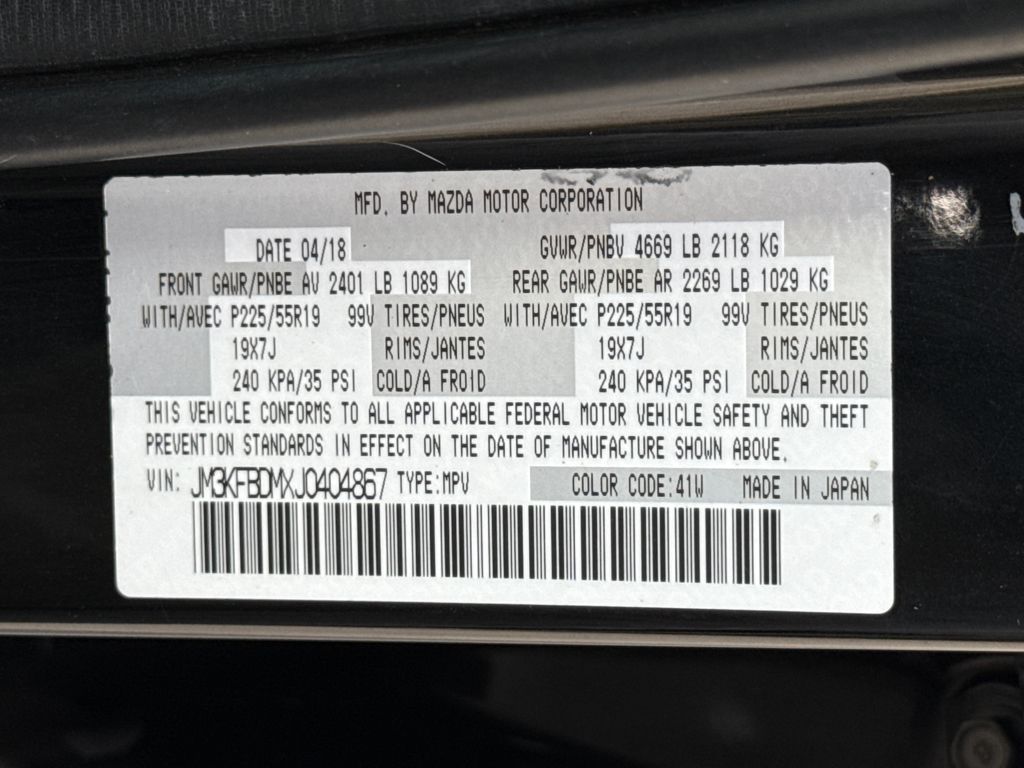 MFD. BY MAZDA MOTOR CORPORATION
DATE 04/18 GVWR/PNBV 4669 LB 2118 KG
FRONT GAWR/PNBE AV 2401 LB 1089 KG REAR GAWR/PNBE AR 2269 LB 1029 KG
WITH/AVEC P225/55R19 99V TIRES/PNEUS WITH/AVEC P225/55R19 99V TIRES/PNEUS
19X7J RIMS/JANTES 19X7J RIMS/JANTES
240 KPA/35 PSI COLD/A FROID 240 KPA/35 PSI COLD/A FROID
THIS VEHICLE CONFORMS TO ALL APPLICABLE FEDERAL MOTOR VEHICLE SAFETY AND THEFT
PREVENTION STANDARDS IN EFFECT ON THE DATE OF MANUFACTURE SHOWN ABOVE.
VIN: JM3KFBDMXJ0404867 TYPE:MPV COLOR CODE:41W MADE IN JAPAN